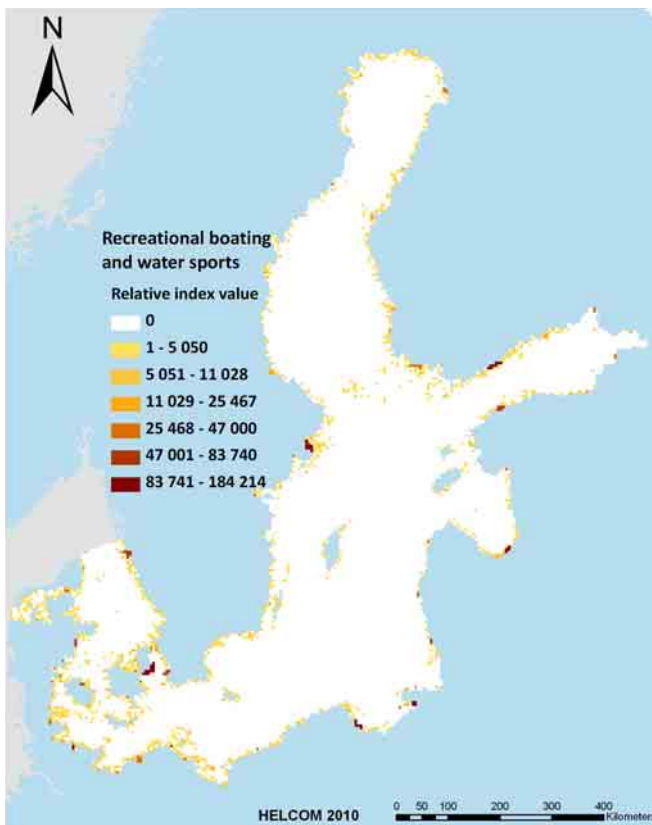 N
Recreational boating
and water sports
Relative index value
0
1 - 5 050
5 051 - 11 028
11 029 - 25 467
25 468 - 47 000
47 001 - 83 740
83 741 - 184 214
HELCOM 2010
0 50 100 200 300 400
Kilometers